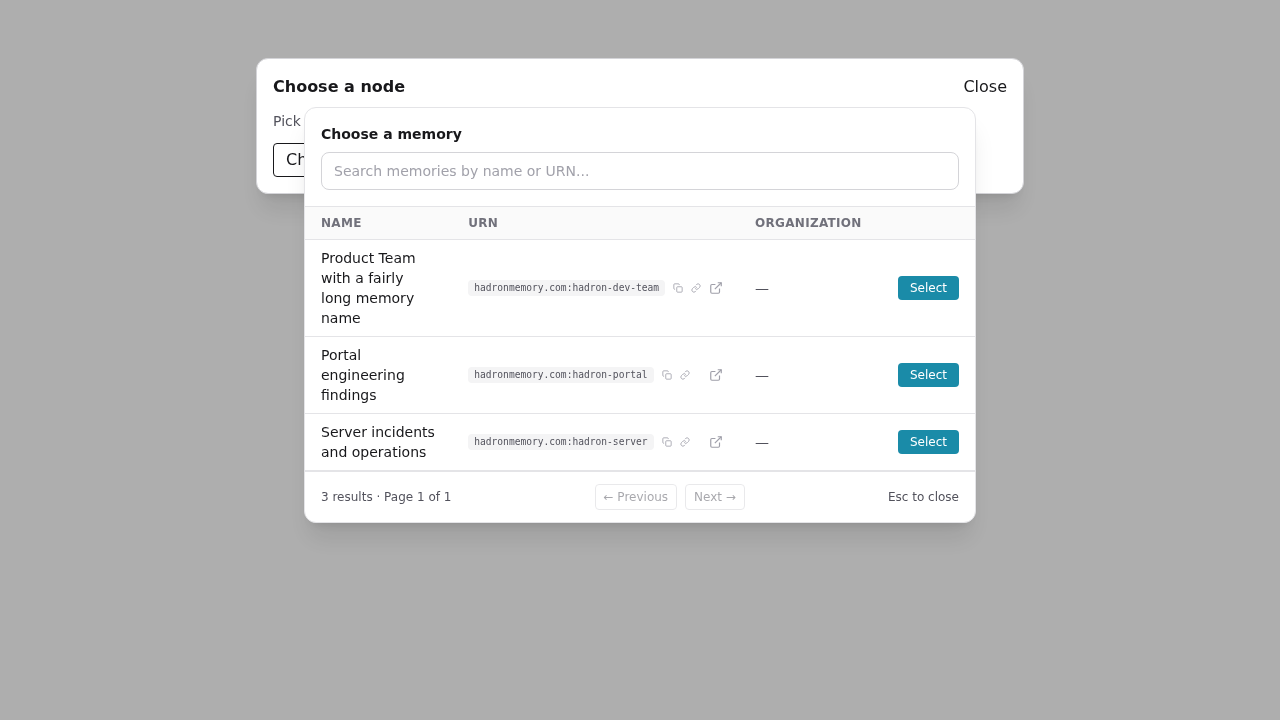 Choose a node
Close
Pick
Choose a memory
Search memories by name or URN...
NAME URN ORGANIZATION
Product Team
with a fairly
long memory
name
hadronmemory.com:hadron-dev-team — Select
Portal
engineering
findings
hadronmemory.com:hadron-portal — Select
Server incidents
and operations
hadronmemory.com:hadron-server — Select
3 results · Page 1 of 1
← Previous Next →
Esc to close